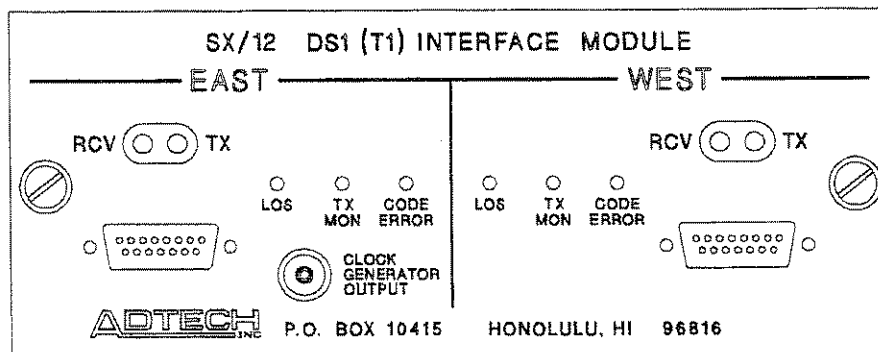 SX/12 DS1 (T1) INTERFACE MODULE
EAST
WEST
RCV TX
LOS
TX MON
CODE ERROR
CLOCK
GENERATOR
OUTPUT
LOS
TX MON
CODE ERROR
RCV TX
ADTECH INC
P.O. BOX 10415 HONOLULU, HI 96816